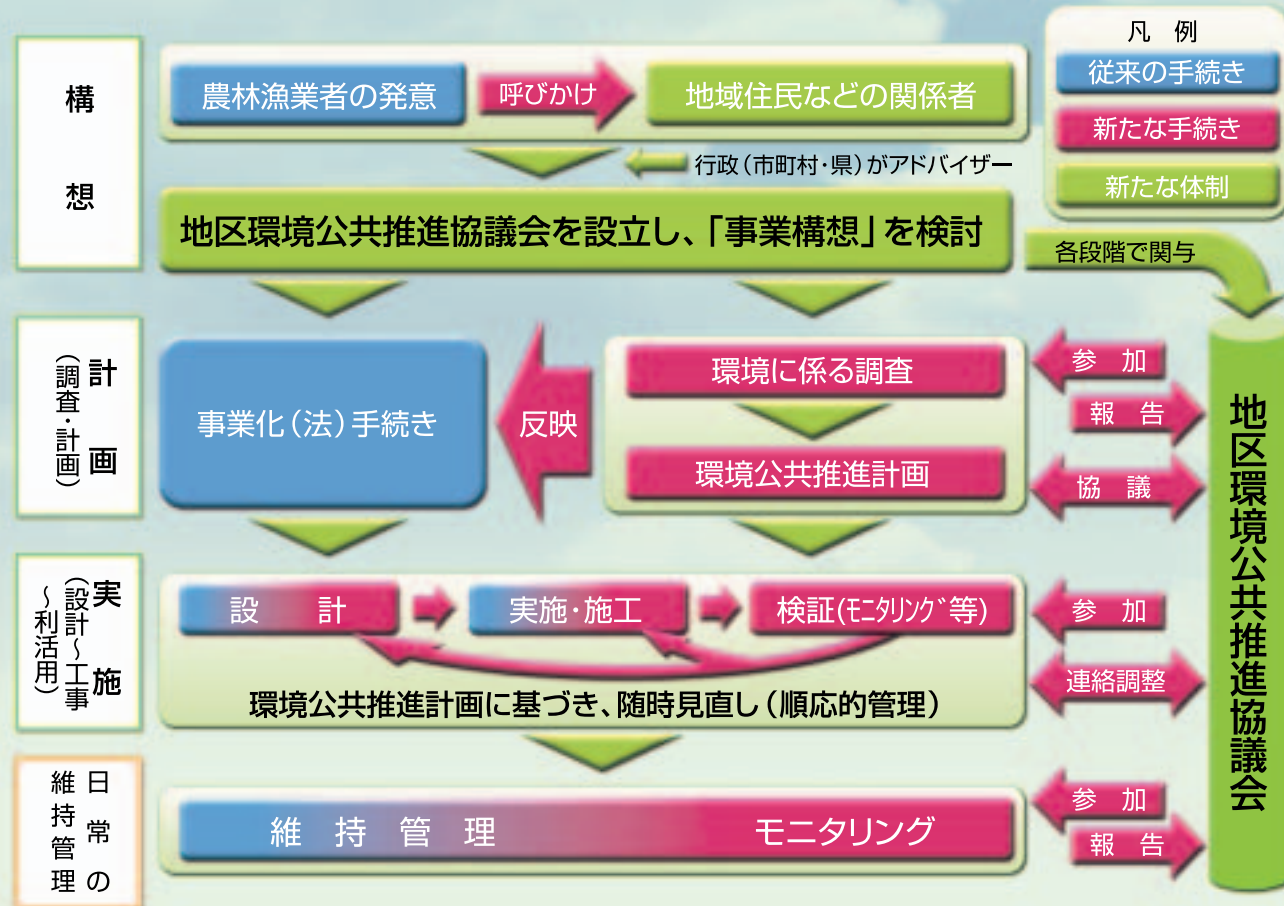 構想
農林漁業者の発意
呼びかけ
地域住民などの関係者
行政（市町村・県）がアドバイザー
地区環境公共推進協議会を設立し、「事業構想」を検討
凡　例
従来の手続き
新たな手続き
新たな体制
各段階で関与
計画
（調査・計画）
事業化（法）手続き
反映
環境に係る調査
環境公共推進計画
参　加
報　告
協　議
実施
（設計～工事
～利活用）
設　計
実施・施工
検証(ﾓﾆﾀﾘﾝｸﾞ等)
環境公共推進計画に基づき、随時見直し（順応的管理）
参　加
連絡調整
日常の
維持管理
維持管理
モニタリング
参　加
報　告
地区環境公共推進協議会